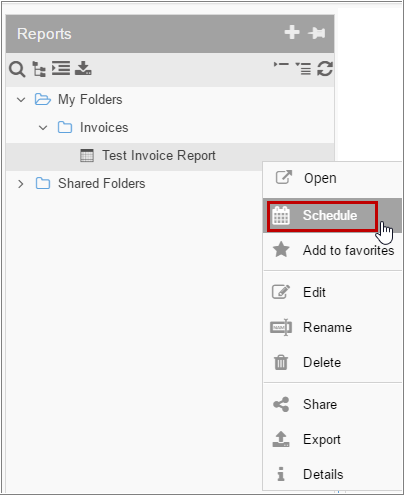 Reports
My Folders
Invoices
Test Invoice Report
Shared Folders
Open
Schedule
Add to favorites
Edit
Rename
Delete
Share
Export
Details